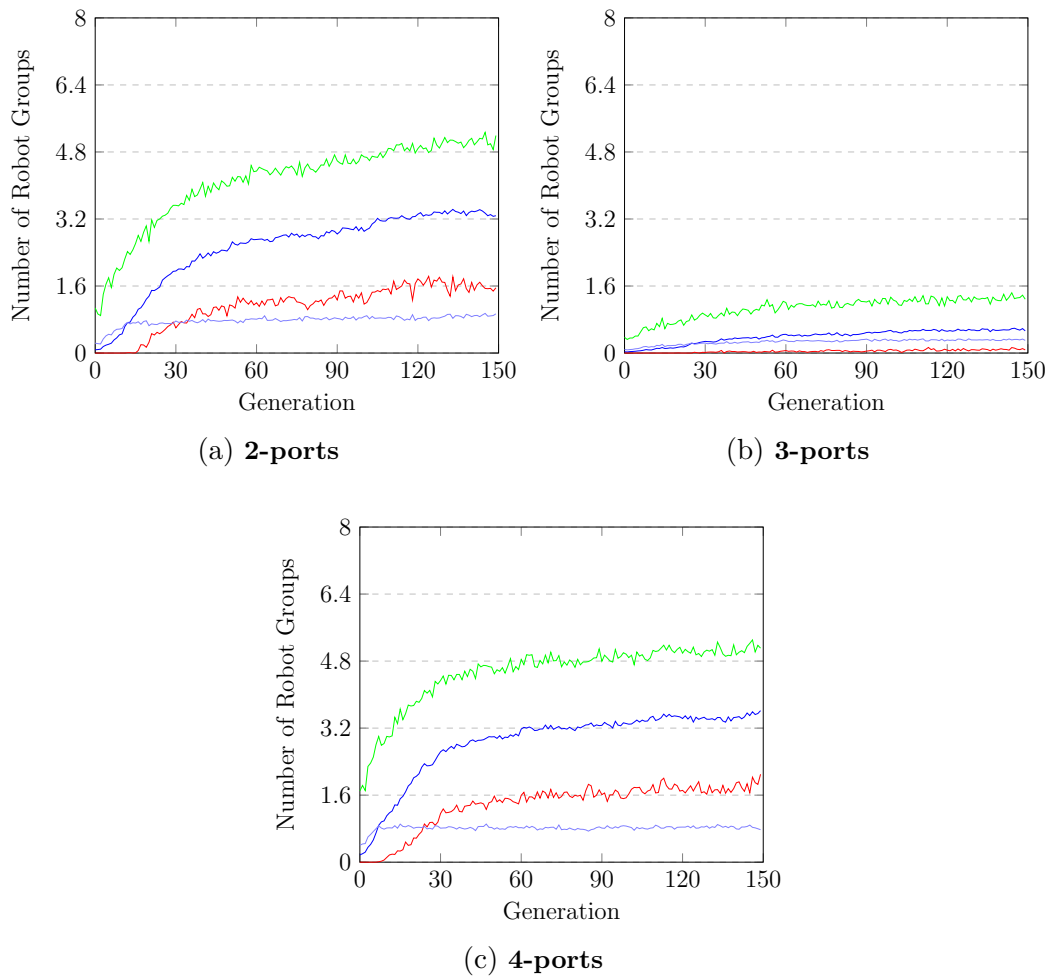 8
6.4
4.8
3.2
1.6
0
0 30 60 90 120 150
Number of Robot Groups
Generation
(a) 2-ports
8
6.4
4.8
3.2
1.6
0
0 30 60 90 120 150
Number of Robot Groups
Generation
(b) 3-ports
8
6.4
4.8
3.2
1.6
0
0 30 60 90 120 150
Number of Robot Groups
Generation
(c) 4-ports